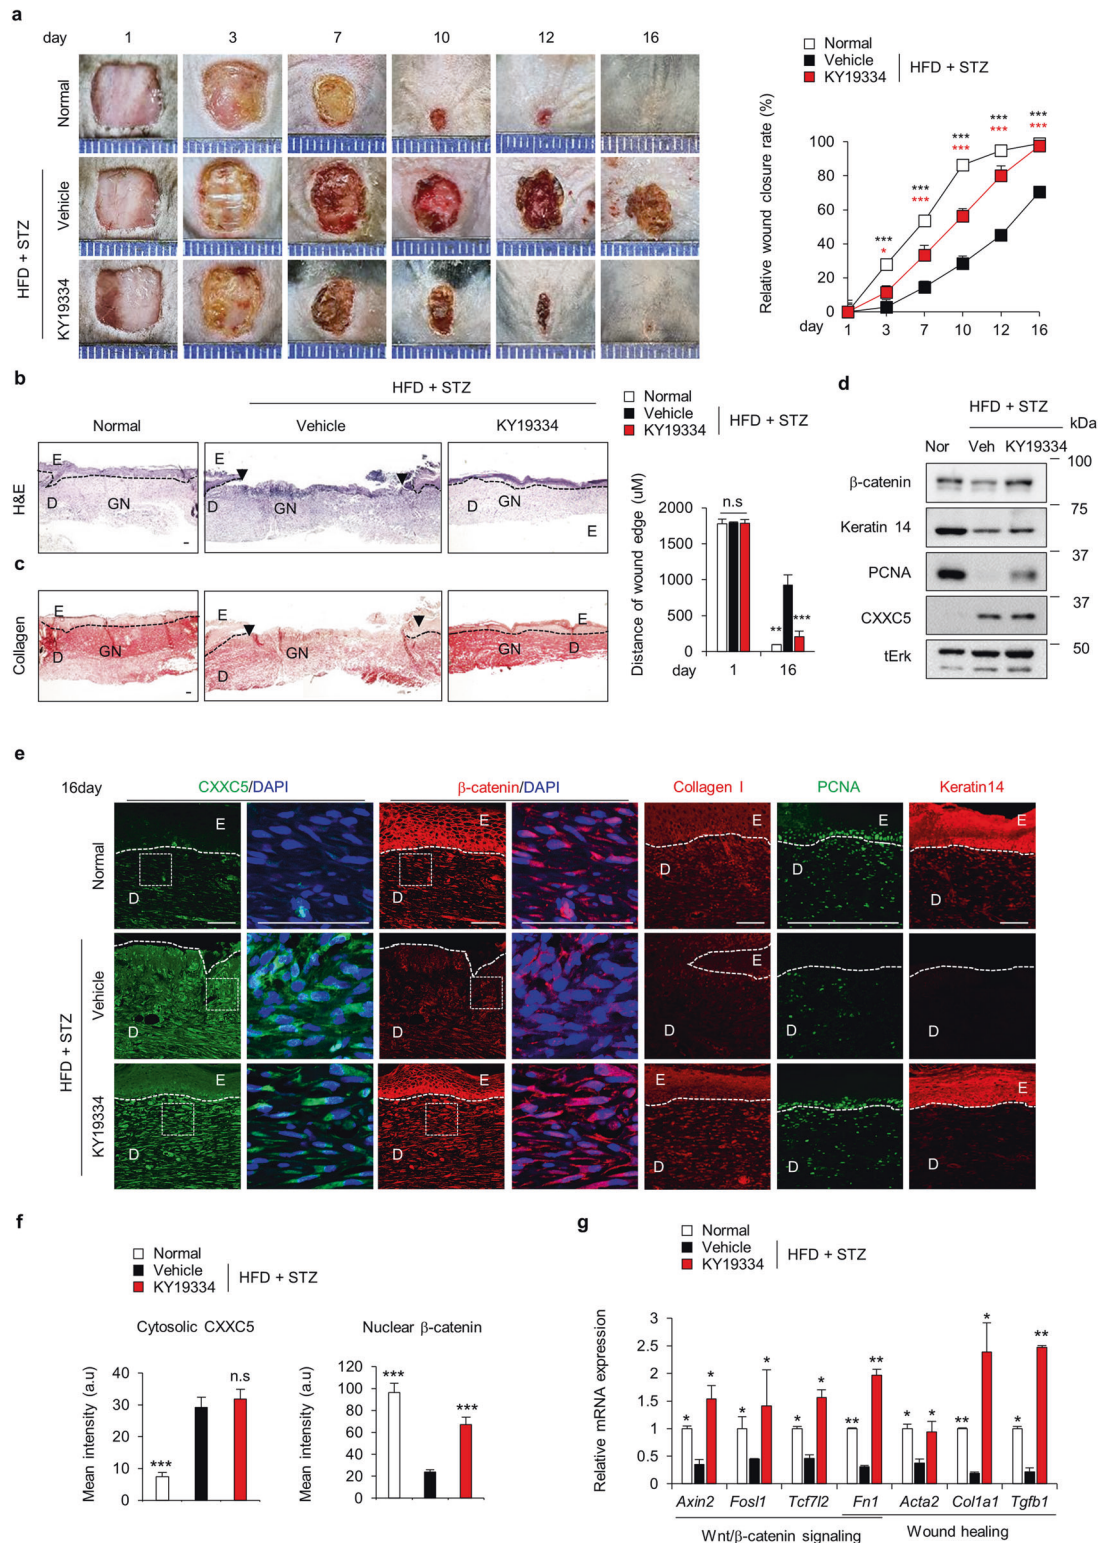 a
day 1 3 7 10 12 16
Normal
HFD + STZ
Vehicle
KY19334
Normal
Vehicle
KY19334
HFD + STZ
Relative wound closure rate (%)
*** *** *** *** *** 
* *** *** *** ***
100
80
60
40
20
0
day 1 3 7 10 12 16
b
HFD + STZ
Normal Vehicle KY19334
H&E
E E
D GN D GN D GN
E
c
Collagen
E E E
D GN D GN GN D
Normal
Vehicle
KY19334
HFD + STZ
Distance of wound edge (uM)
2000
1500
1000
500
0
n.s
** ***
day 1 16
d
HFD + STZ
Nor Veh KY19334
kDa
β-catenin
Keratin 14
PCNA
CXXC5
tErk
100
75
37
37
50
e
16day CXXC5/DAPI β-catenin/DAPI Collagen I PCNA Keratin14
Normal
E E E E E
D D D D D
HFD + STZ
Vehicle
E
D D D D D
KY19334
E E E E
D D D D D
f
Normal
Vehicle
KY19334
HFD + STZ
Cytosolic CXXC5
Mean intensity (a.u)
40
30
20
10
0
*** n.s
Nuclear β-catenin
Mean intensity (a.u)
120
100
80
60
40
20
0
*** ***
g
Normal
Vehicle
KY19334
HFD + STZ
Relative mRNA expression
3
2.5
2
1.5
1
0.5
0
* * * * * * ** ** * * ** * * **
Axin2 Fosl1 Tcf7l2 Fn1 Acta2 Col1a1 Tgfb1
Wnt/β-catenin signaling Wound healing